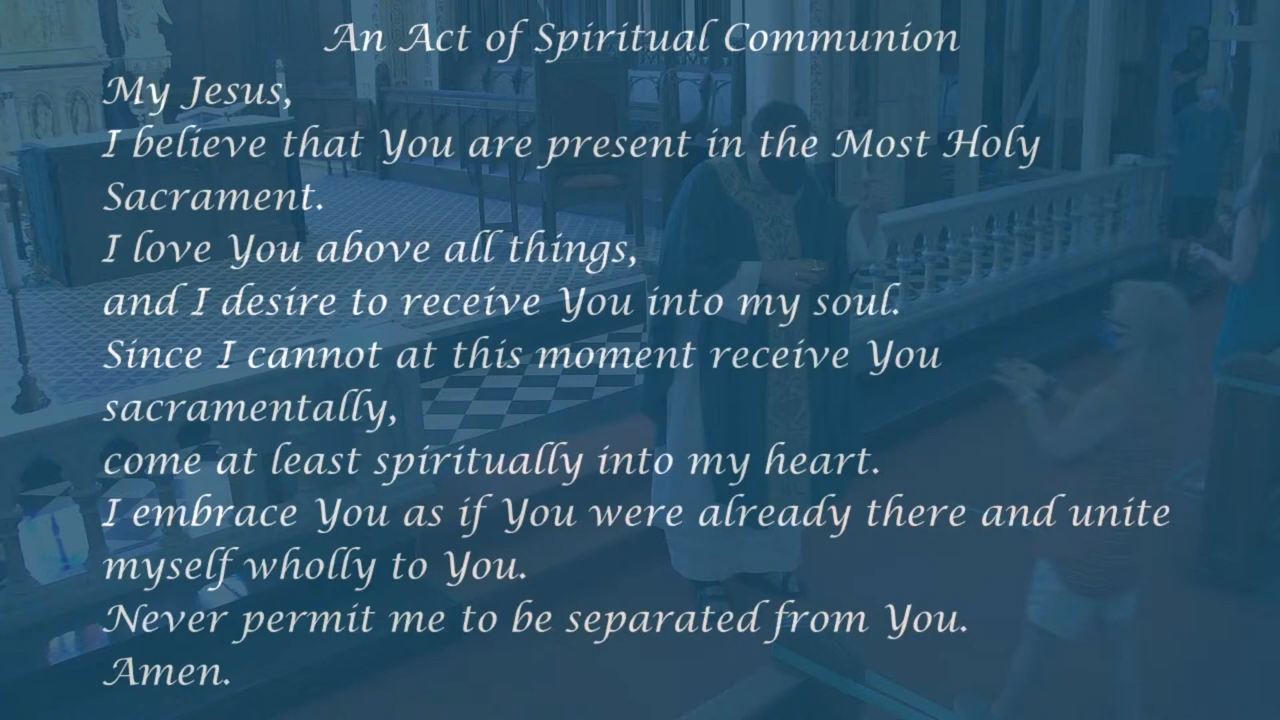 An Act of Spiritual Communion
My Jesus,
I believe that You are present in the Most Holy
Sacrament.
I love You above all things,
and I desire to receive You into my soul.
Since I cannot at this moment receive You
sacramentally,
come at least spiritually into my heart.
I embrace You as if You were already there and unite
myself wholly to You.
Never permit me to be separated from You.
Amen.